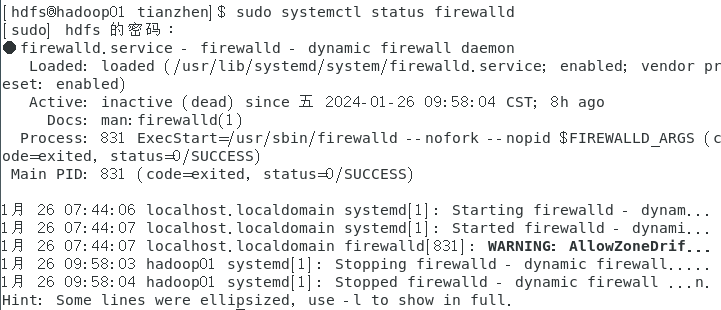 [hdfs@hadoop01 tianzhen]$ sudo systemctl status firewalld
[sudo] hdfs 的密码：
● firewalld.service - firewalld - dynamic firewall daemon
   Loaded: loaded (/usr/lib/systemd/system/firewalld.service; enabled; vendor pr
eset: enabled)
   Active: inactive (dead) since 五 2024-01-26 09:58:04 CST; 8h ago
     Docs: man:firewalld(1)
  Process: 831 ExecStart=/usr/sbin/firewalld --nofork --nopid $FIREWALLD_ARGS (c
ode=exited, status=0/SUCCESS)
 Main PID: 831 (code=exited, status=0/SUCCESS)

1月 26 07:44:06 localhost.localdomain systemd[1]: Starting firewalld - dynam...
1月 26 07:44:07 localhost.localdomain systemd[1]: Started firewalld - dynami...
1月 26 07:44:07 localhost.localdomain firewalld[831]: WARNING: AllowZoneDrif...
1月 26 09:58:03 hadoop01 systemd[1]: Stopping firewalld - dynamic firewall.....
1月 26 09:58:04 hadoop01 systemd[1]: Stopped firewalld - dynamic firewall ...n.
Hint: Some lines were ellipsized, use -l to show in full.